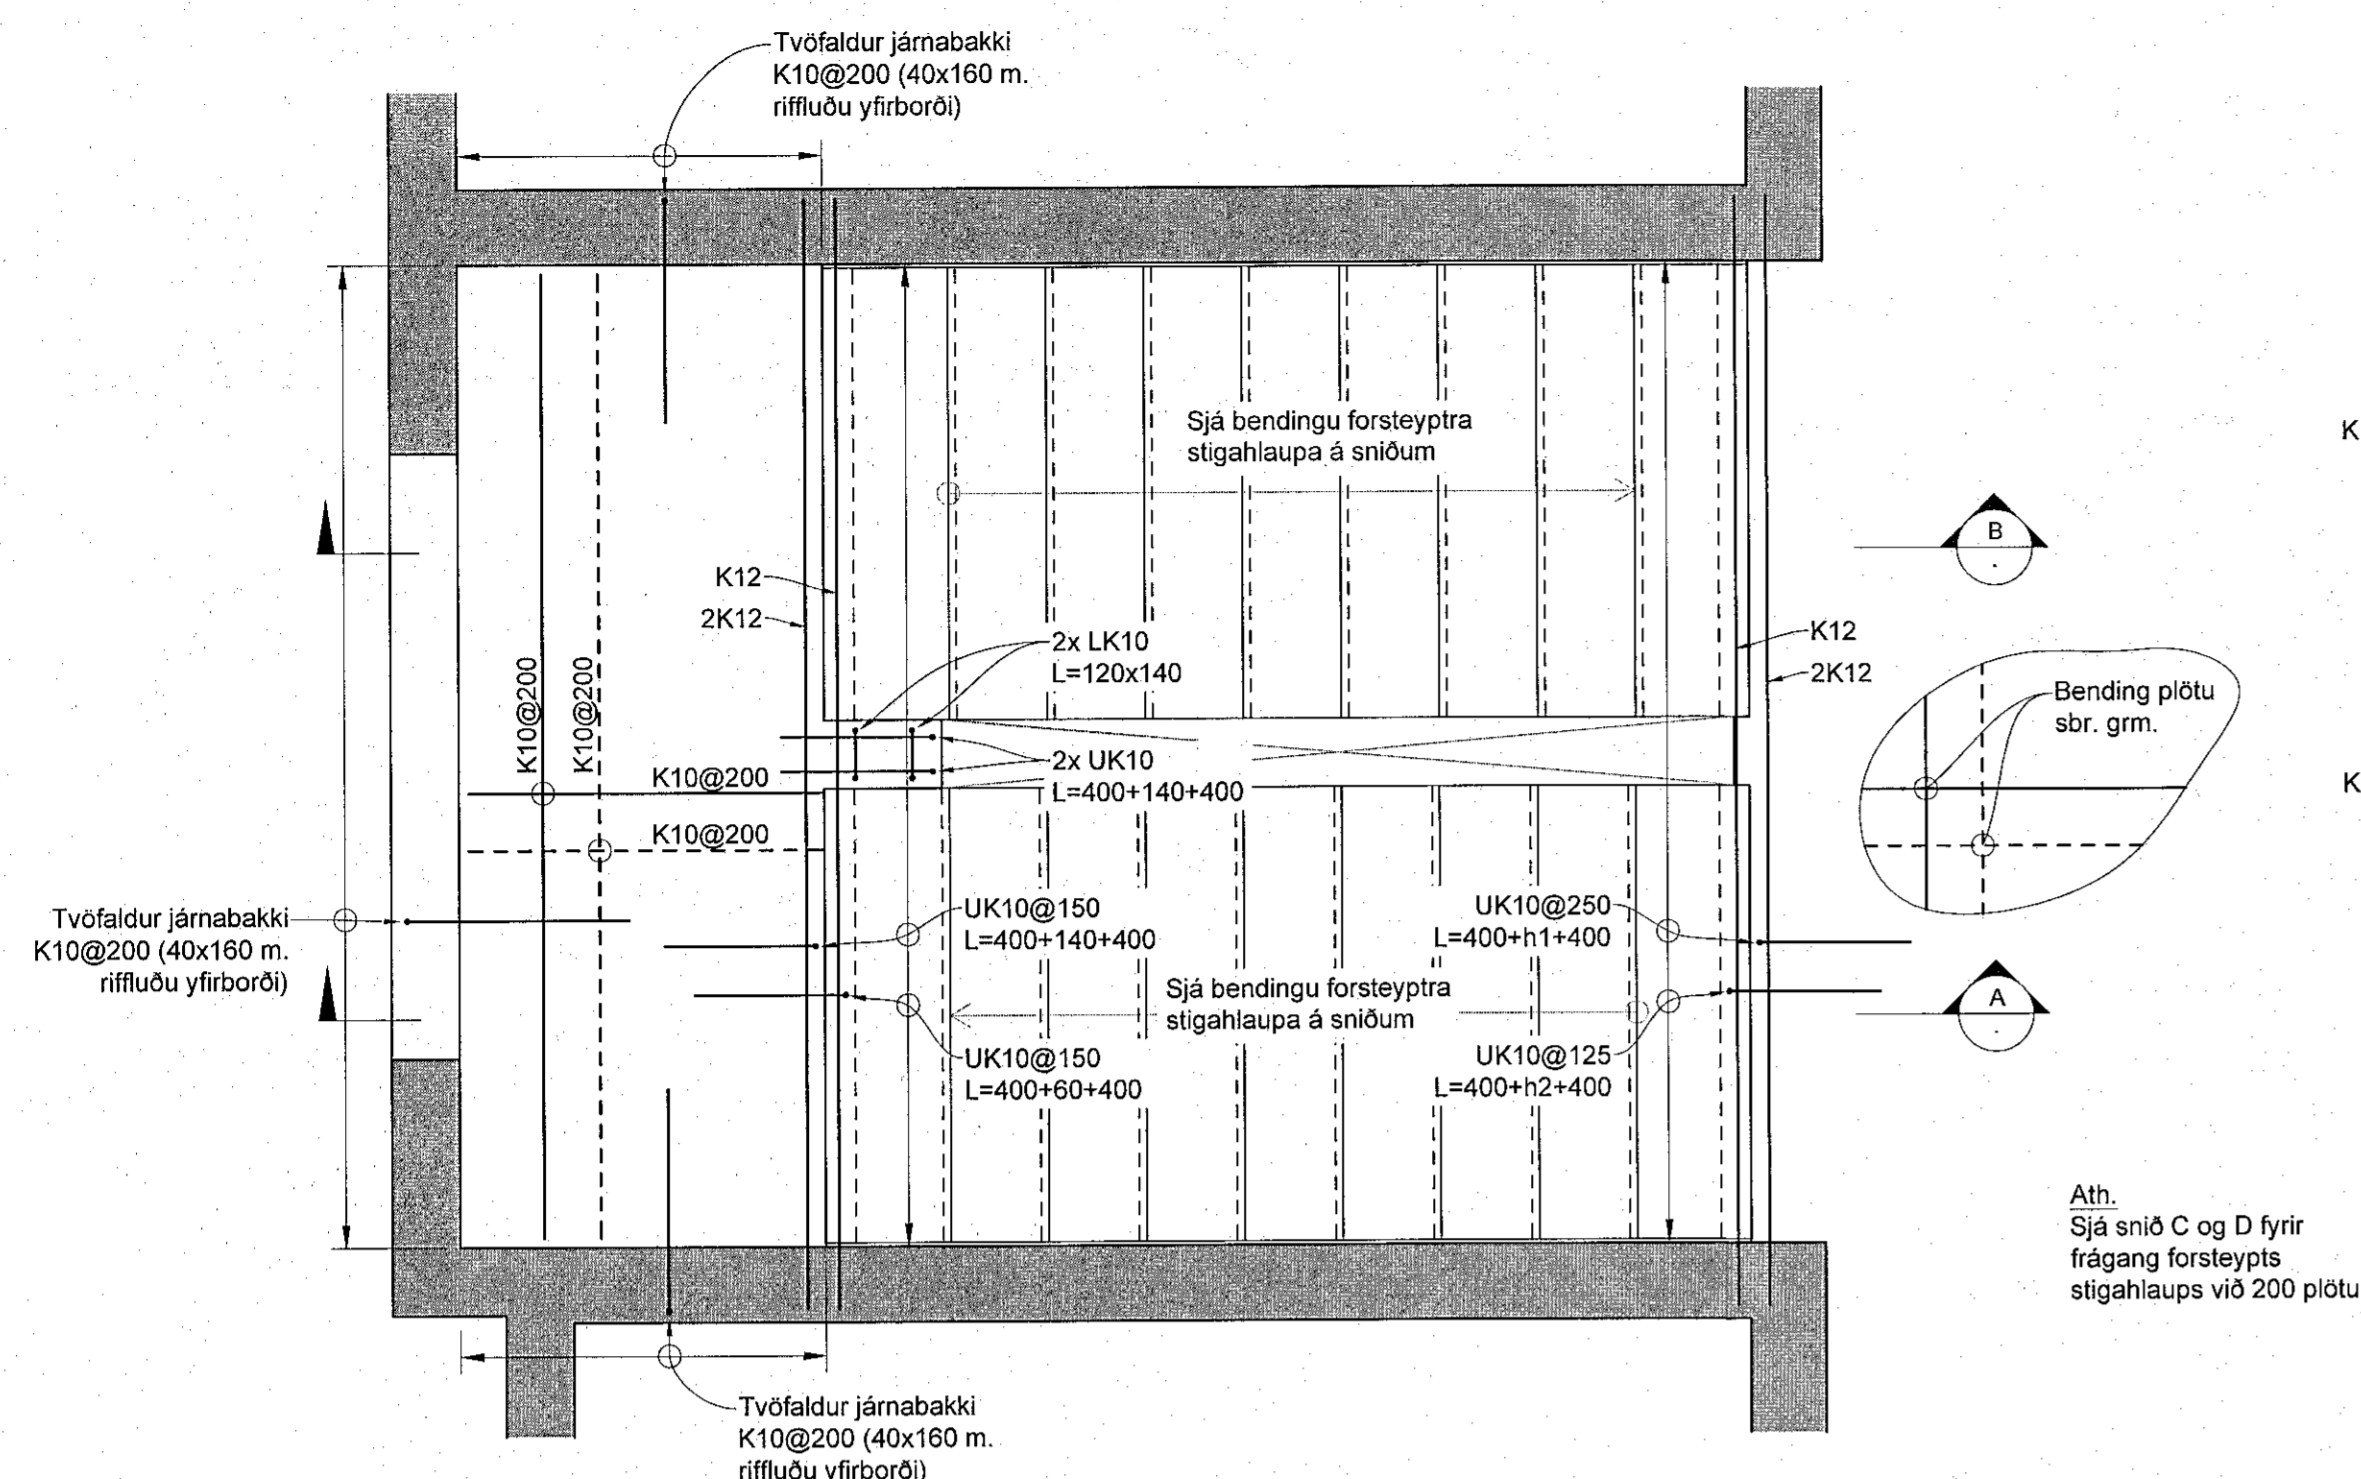 Tvöfaldur járnabakki
K10@200 (40x160 m.
riffluðu yfirborði)
Sjá bendingu forsteyptra
stigahlaupa á sniðum
K
B
K12
2K12
2x LK10
L=120x140
K12
2K12
K10@200
K10@200
Bending plötu
sbr. grm.
2x UK10
L=400+140+400
K10@200
K10@200
K
Tvöfaldur járnabakki
K10@200 (40x160 m.
riffluðu yfirborði)
UK10@150
L=400+140+400
UK10@250
L=400+h1+400
Sjá bendingu forsteyptra
stigahlaupa á sniðum
A
UK10@150
L=400+60+400
UK10@125
L=400+h2+400
Ath.
Sjá snið C og D fyrir
frágang forsteypts
stigahlaups við 200 plötu
Tvöfaldur járnabakki
K10@200 (40x160 m.
riffluðu yfirborði)